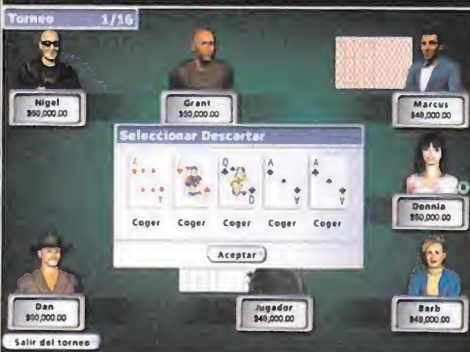 Torneo 1/16
Nigel
$50,000.00
Grant
$50,000.00
Marcus
$48,000.00
Seleccionar Descartar
Q
A
A
Coger Coger Coger Coger Coger
Aceptar
Donnia
$50,000.00
Dan
$50,000.00
Jugador
$48,000.00
Barb
$48,000.00
Salir del torneo